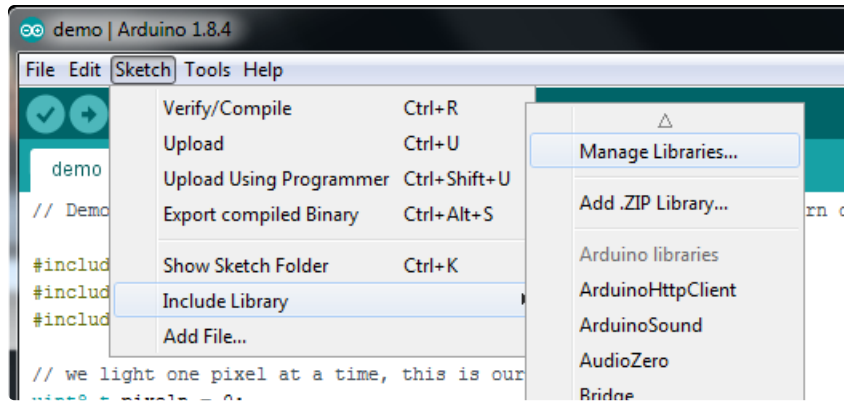 demo | Arduino 1.8.4
File Edit Sketch Tools Help
Verify/Compile Ctrl+R
Upload Ctrl+U
Upload Using Programmer Ctrl+Shift+U
Export compiled Binary Ctrl+Alt+S
Show Sketch Folder Ctrl+K
Include Library
Add File...
Manage Libraries...
Add .ZIP Library...
Arduino libraries
ArduinoHttpClient
ArduinoSound
AudioZero
Bridge
demo
// Demo
#includ
#includ
#includ
// we light one pixel at a time, this is our
uint8_t pixeln = 0;